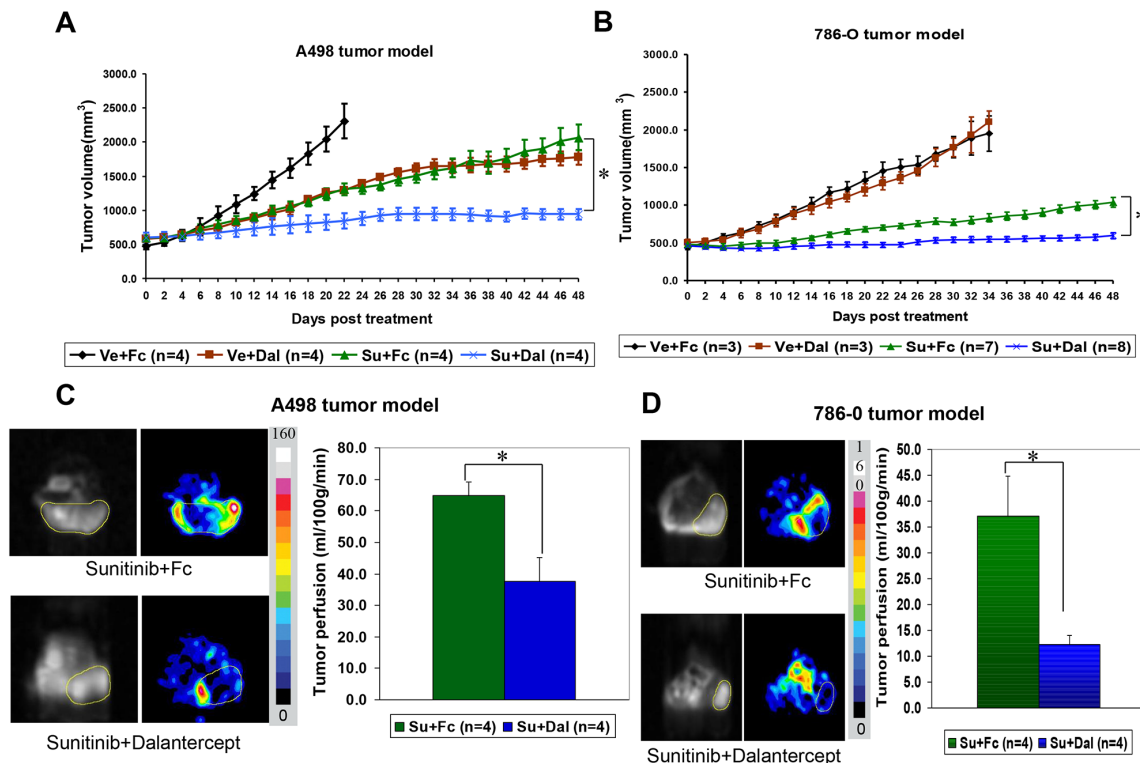 A
A498 tumor model
Tumor volume(mm3)
3000.0
2500.0
2000.0
1500.0
1000.0
500.0
0.0
*
0 2 4 6 8 10 12 14 16 18 20 22 24 26 28 30 32 34 36 38 40 42 44 46 48
Days post treatment
Ve+Fc (n=4) Ve+Dal (n=4) Su+Fc (n=4) Su+Dal (n=4)
B
786-O tumor model
Tumor volume(mm3)
3000.0
2500.0
2000.0
1500.0
1000.0
500.0
0.0
*
0 2 4 6 8 10 12 14 16 18 20 22 24 26 28 30 32 34 36 38 40 42 44 46 48
Days post treatment
Ve+Fc (n=3) Ve+Dal (n=3) Su+Fc (n=7) Su+Dal (n=8)
C
A498 tumor model
160
0
Sunitinib+Fc
Sunitinib+Dalantercept
Tumor perfusion (ml/100g/min)
80.0
70.0
60.0
50.0
40.0
30.0
20.0
10.0
0.0
*
Su+Fc (n=4) Su+Dal (n=4)
D
786-0 tumor model
1
6
0
0
Sunitinib+Fc
Sunitinib+Dalantercept
Tumor perfusion (ml/100g/min)
50.0
45.0
40.0
35.0
30.0
25.0
20.0
15.0
10.0
5.0
0.0
*
Su+Fc (n=4) Su+Dal (n=4)